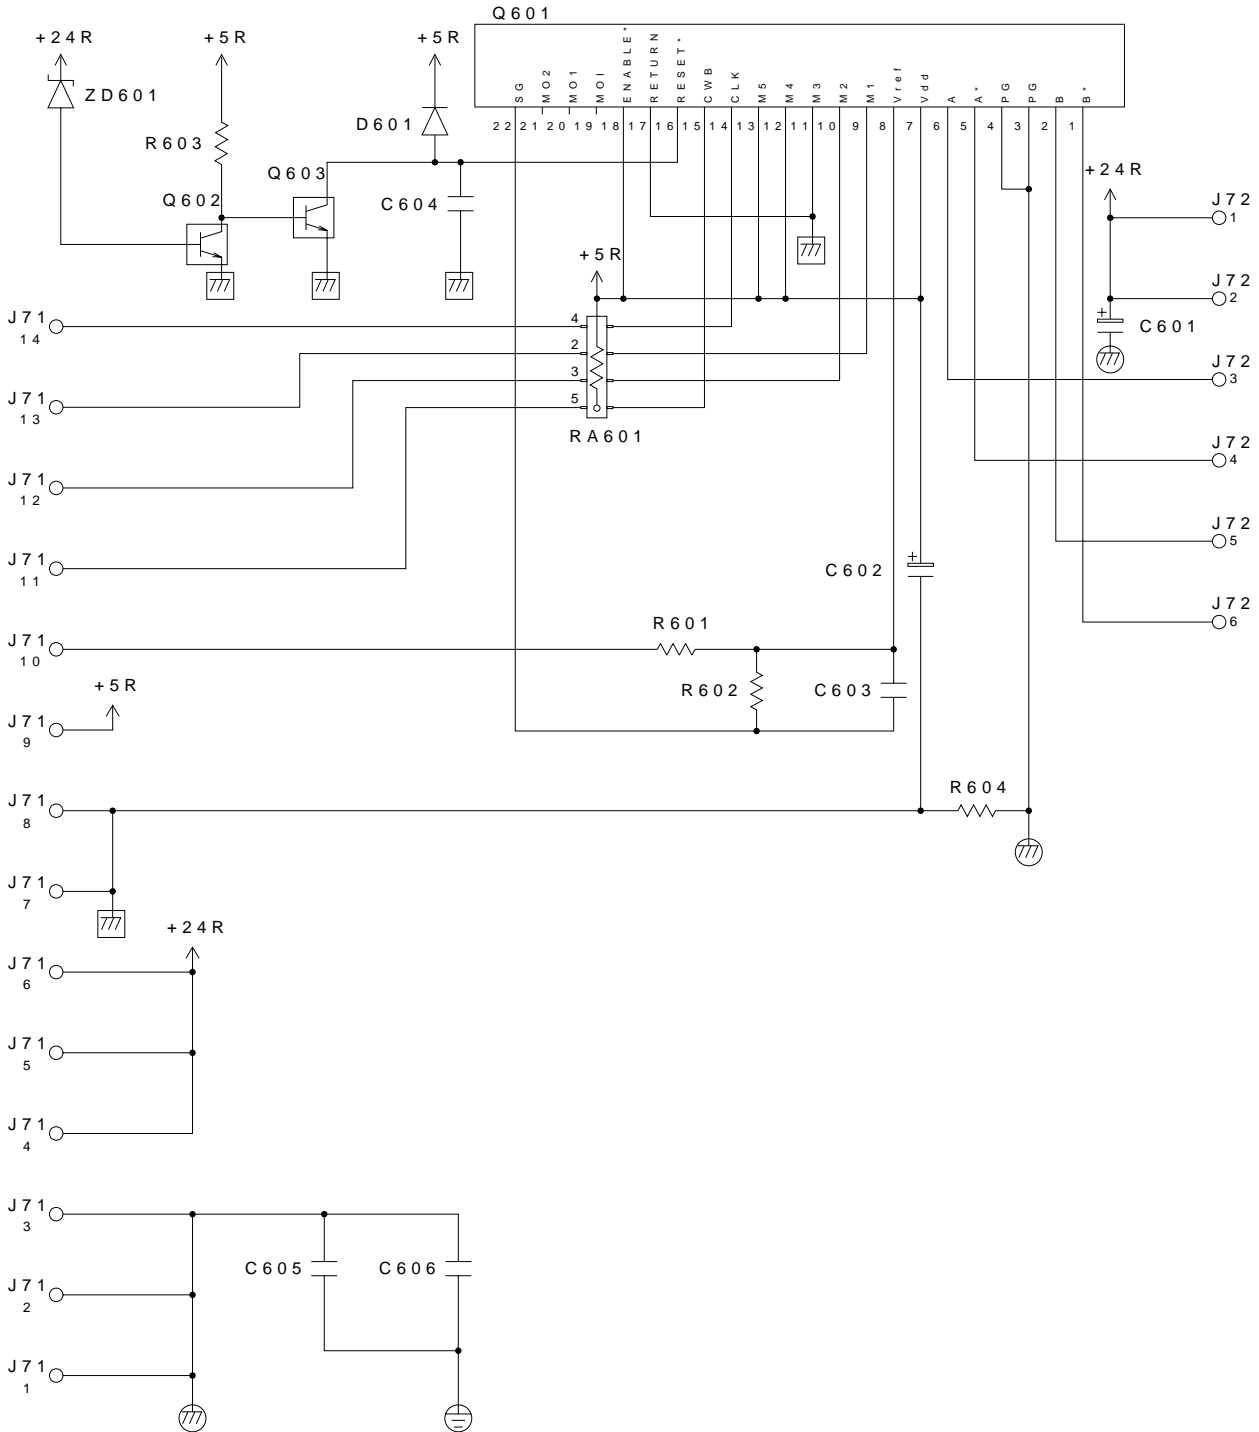 Q601
+24R
+5R
+5R
SG
MO2
MO1
MOI
ENABLE*
RETURN
RESET*
CWB
CLK
M5
M4
M3
M2
M1
Vref
Vdd
A
A*
PG
PG
B
B*
ZD601
22 21 20 19 18 17 16 15 14 13 12 11 10 9 8 7 6 5 4 3 2 1
D601
R603
Q603
+24R
Q602
C604
J72
1
+5R
J72
2
J71
14
4
+
C601
2
J72
3
3
J71
13
5
RA601
J72
4
J71
12
J72
5
J71
11
+
C602
J72
6
R601
J71
10
+5R
R602
C603
J71
9
R604
J71
8
J71
7
+24R
J71
6
J71
5
J71
4
J71
3
C605
C606
J71
2
J71
1